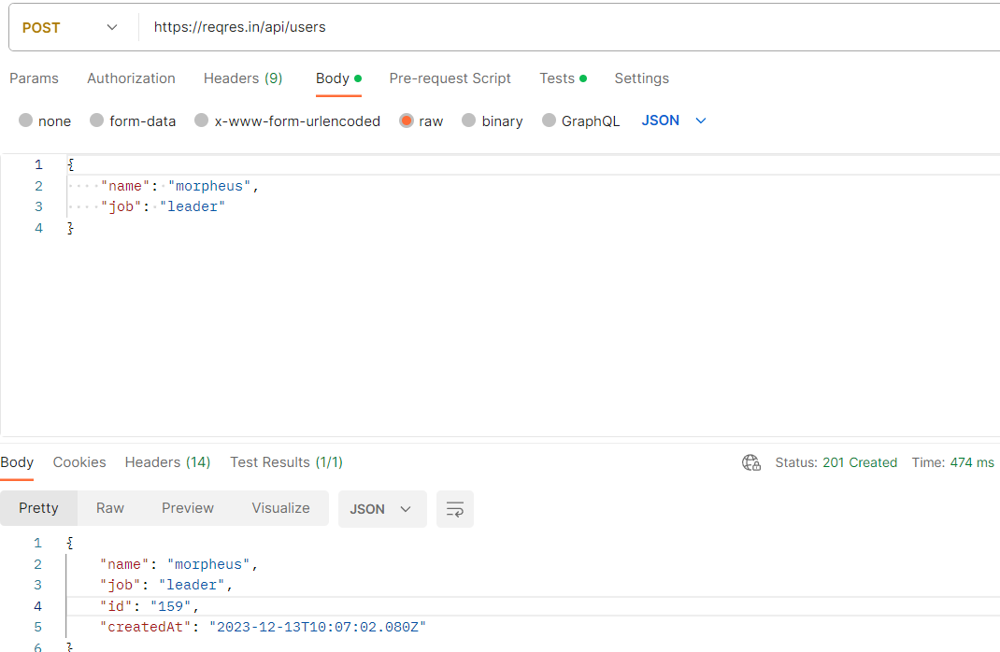 POST https://reqres.in/api/users
Params Authorization Headers (9) Body Pre-request Script Tests Settings
none form-data x-www-form-urlencoded raw binary GraphQL JSON
1 {
2 "name": "morpheus",
3 "job": "leader"
4 }
Body Cookies Headers (14) Test Results (1/1) Status: 201 Created Time: 474 ms
Pretty Raw Preview Visualize JSON
1 {
2 "name": "morpheus",
3 "job": "leader",
4 "id": "159",
5 "createdAt": "2023-12-13T10:07:02.080Z"
6 }